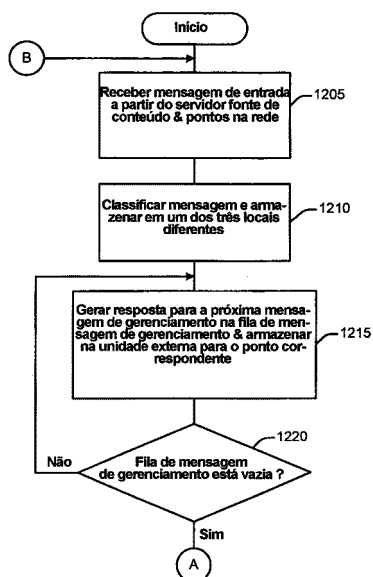 Início
B
Receber mensagem de entrada
a partir do servidor fonte de
conteúdo & pontos na rede
1205
Classificar mensagem e arma-
zenar em um dos três locais
diferentes
1210
Gerar resposta para a próxima mensa-
gem de gerenciamento na fila de men-
sagem de gerenciamento & armazenar
na unidade externa para o ponto cor-
respondente
1215
1220
Não
Fila de mensagem
de gerenciamento está vazia ?
Sim
A